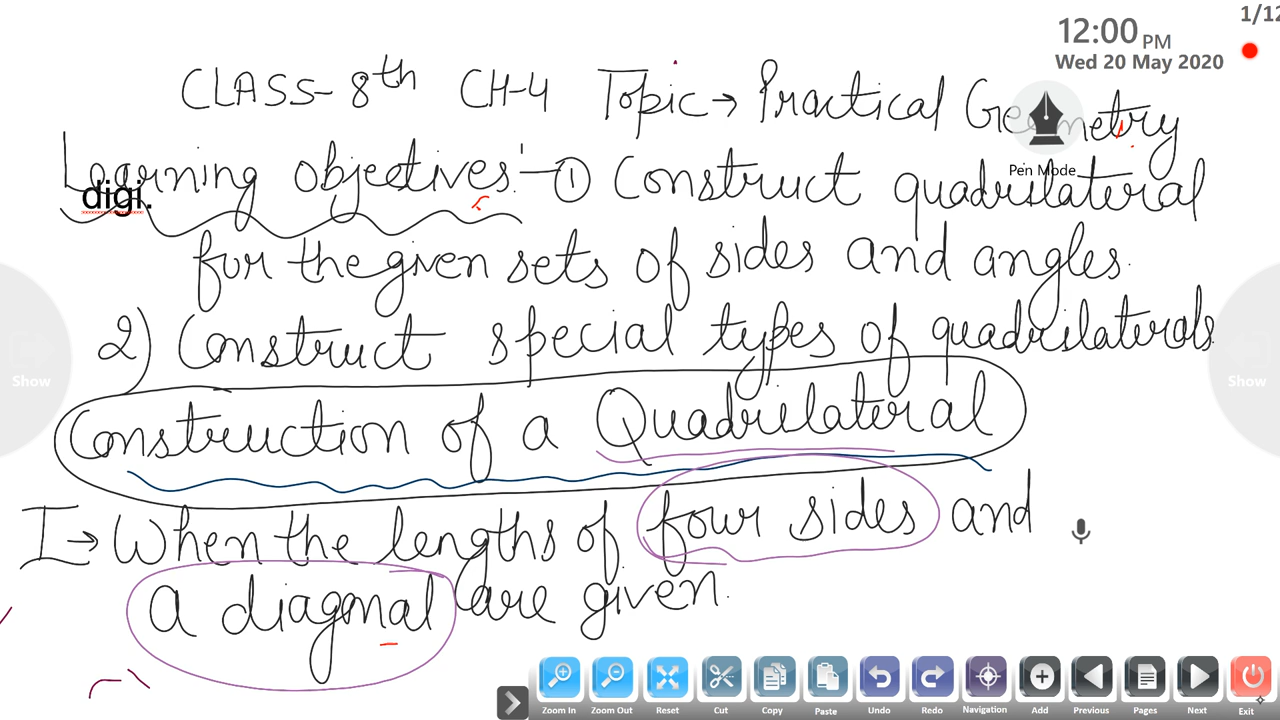 1/12
12:00 PM
Wed 20 May 2020
CLASS-8th CH-4 Topic→ Practical Geometry
Pen Mode
Learning objectives:-① Construct quadrilateral
digi.
for the given sets of sides and angles.
2) Construct special types of quadrilaterals.
Show
Show
Construction of a Quadrilateral
I→ When the lengths of four sides and
a diagonal are given.
Zoom In Zoom Out Reset Cut Copy Paste Undo Redo Navigation Add Previous Pages Next Exit